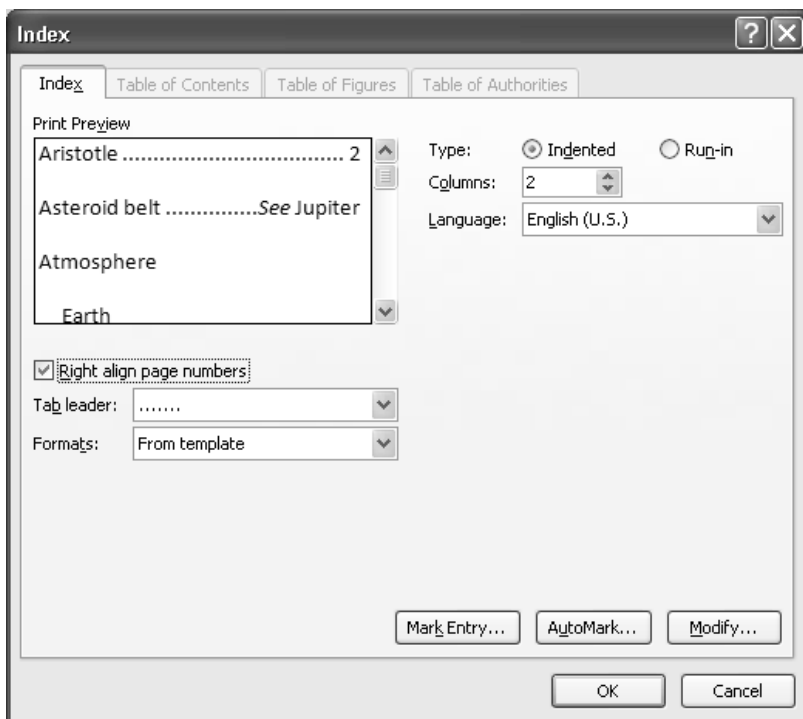 Index
Index Table of Contents Table of Figures Table of Authorities
Print Preview
Aristotle ..................................... 2
Asteroid belt ...............See Jupiter
Atmosphere
Earth
Type: Indented Run-in
Columns: 2
Language: English (U.S.)
Right align page numbers
Tab leader: .......
Formats: From template
Mark Entry... AutoMark... Modify...
OK Cancel